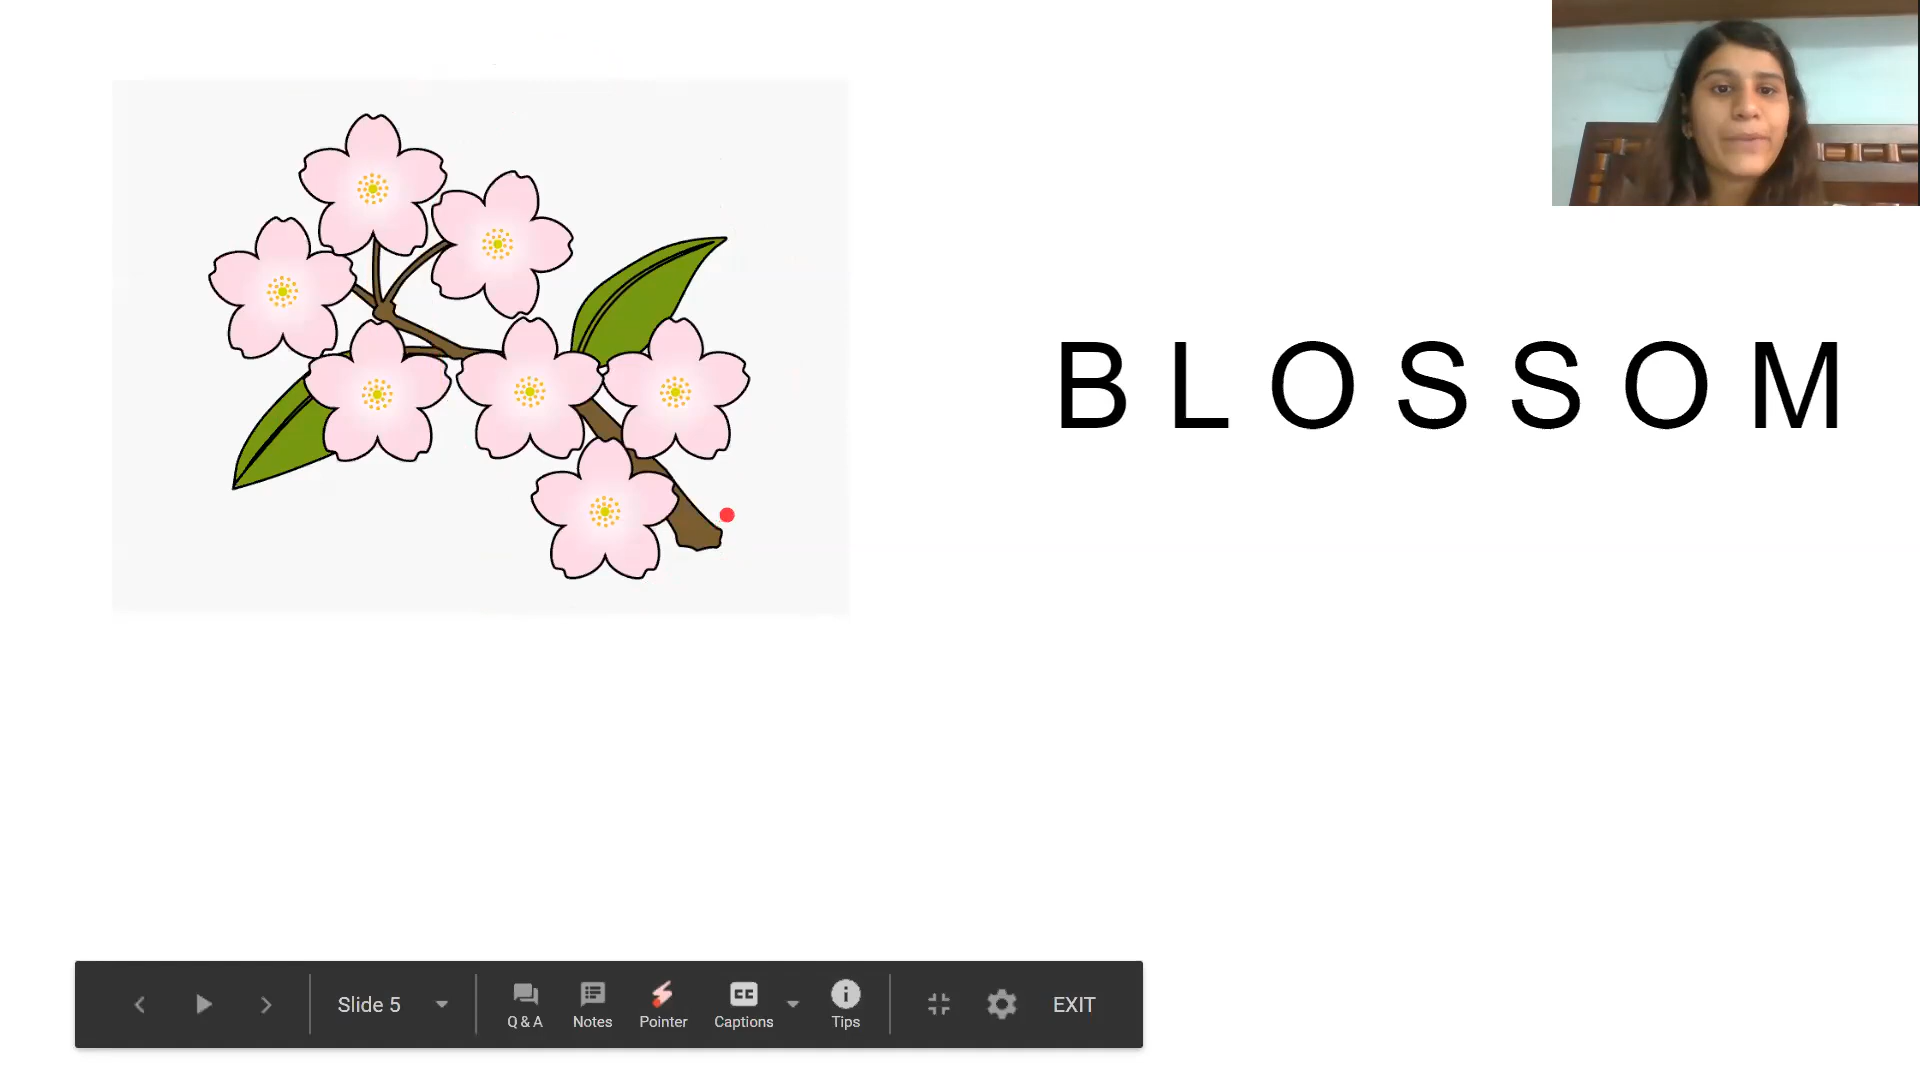 B L O S S O M
Slide 5
Q & A
Notes
Pointer
Captions
Tips
EXIT